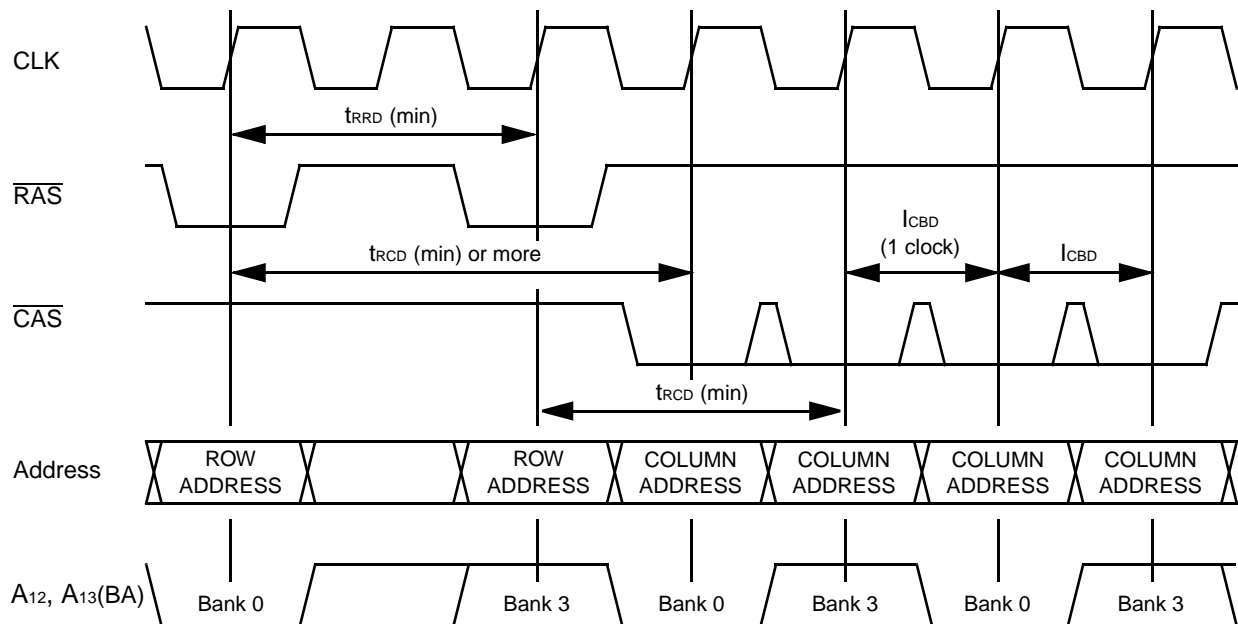 CLK
tRRD (min)
RAS
tRCD (min) or more
ICBD
(1 clock)
ICBD
CAS
tRCD (min)
Address
ROW
ADDRESS
ROW
ADDRESS
COLUMN
ADDRESS
COLUMN
ADDRESS
COLUMN
ADDRESS
COLUMN
ADDRESS
A12, A13(BA)
Bank 0
Bank 3
Bank 0
Bank 3
Bank 0
Bank 3